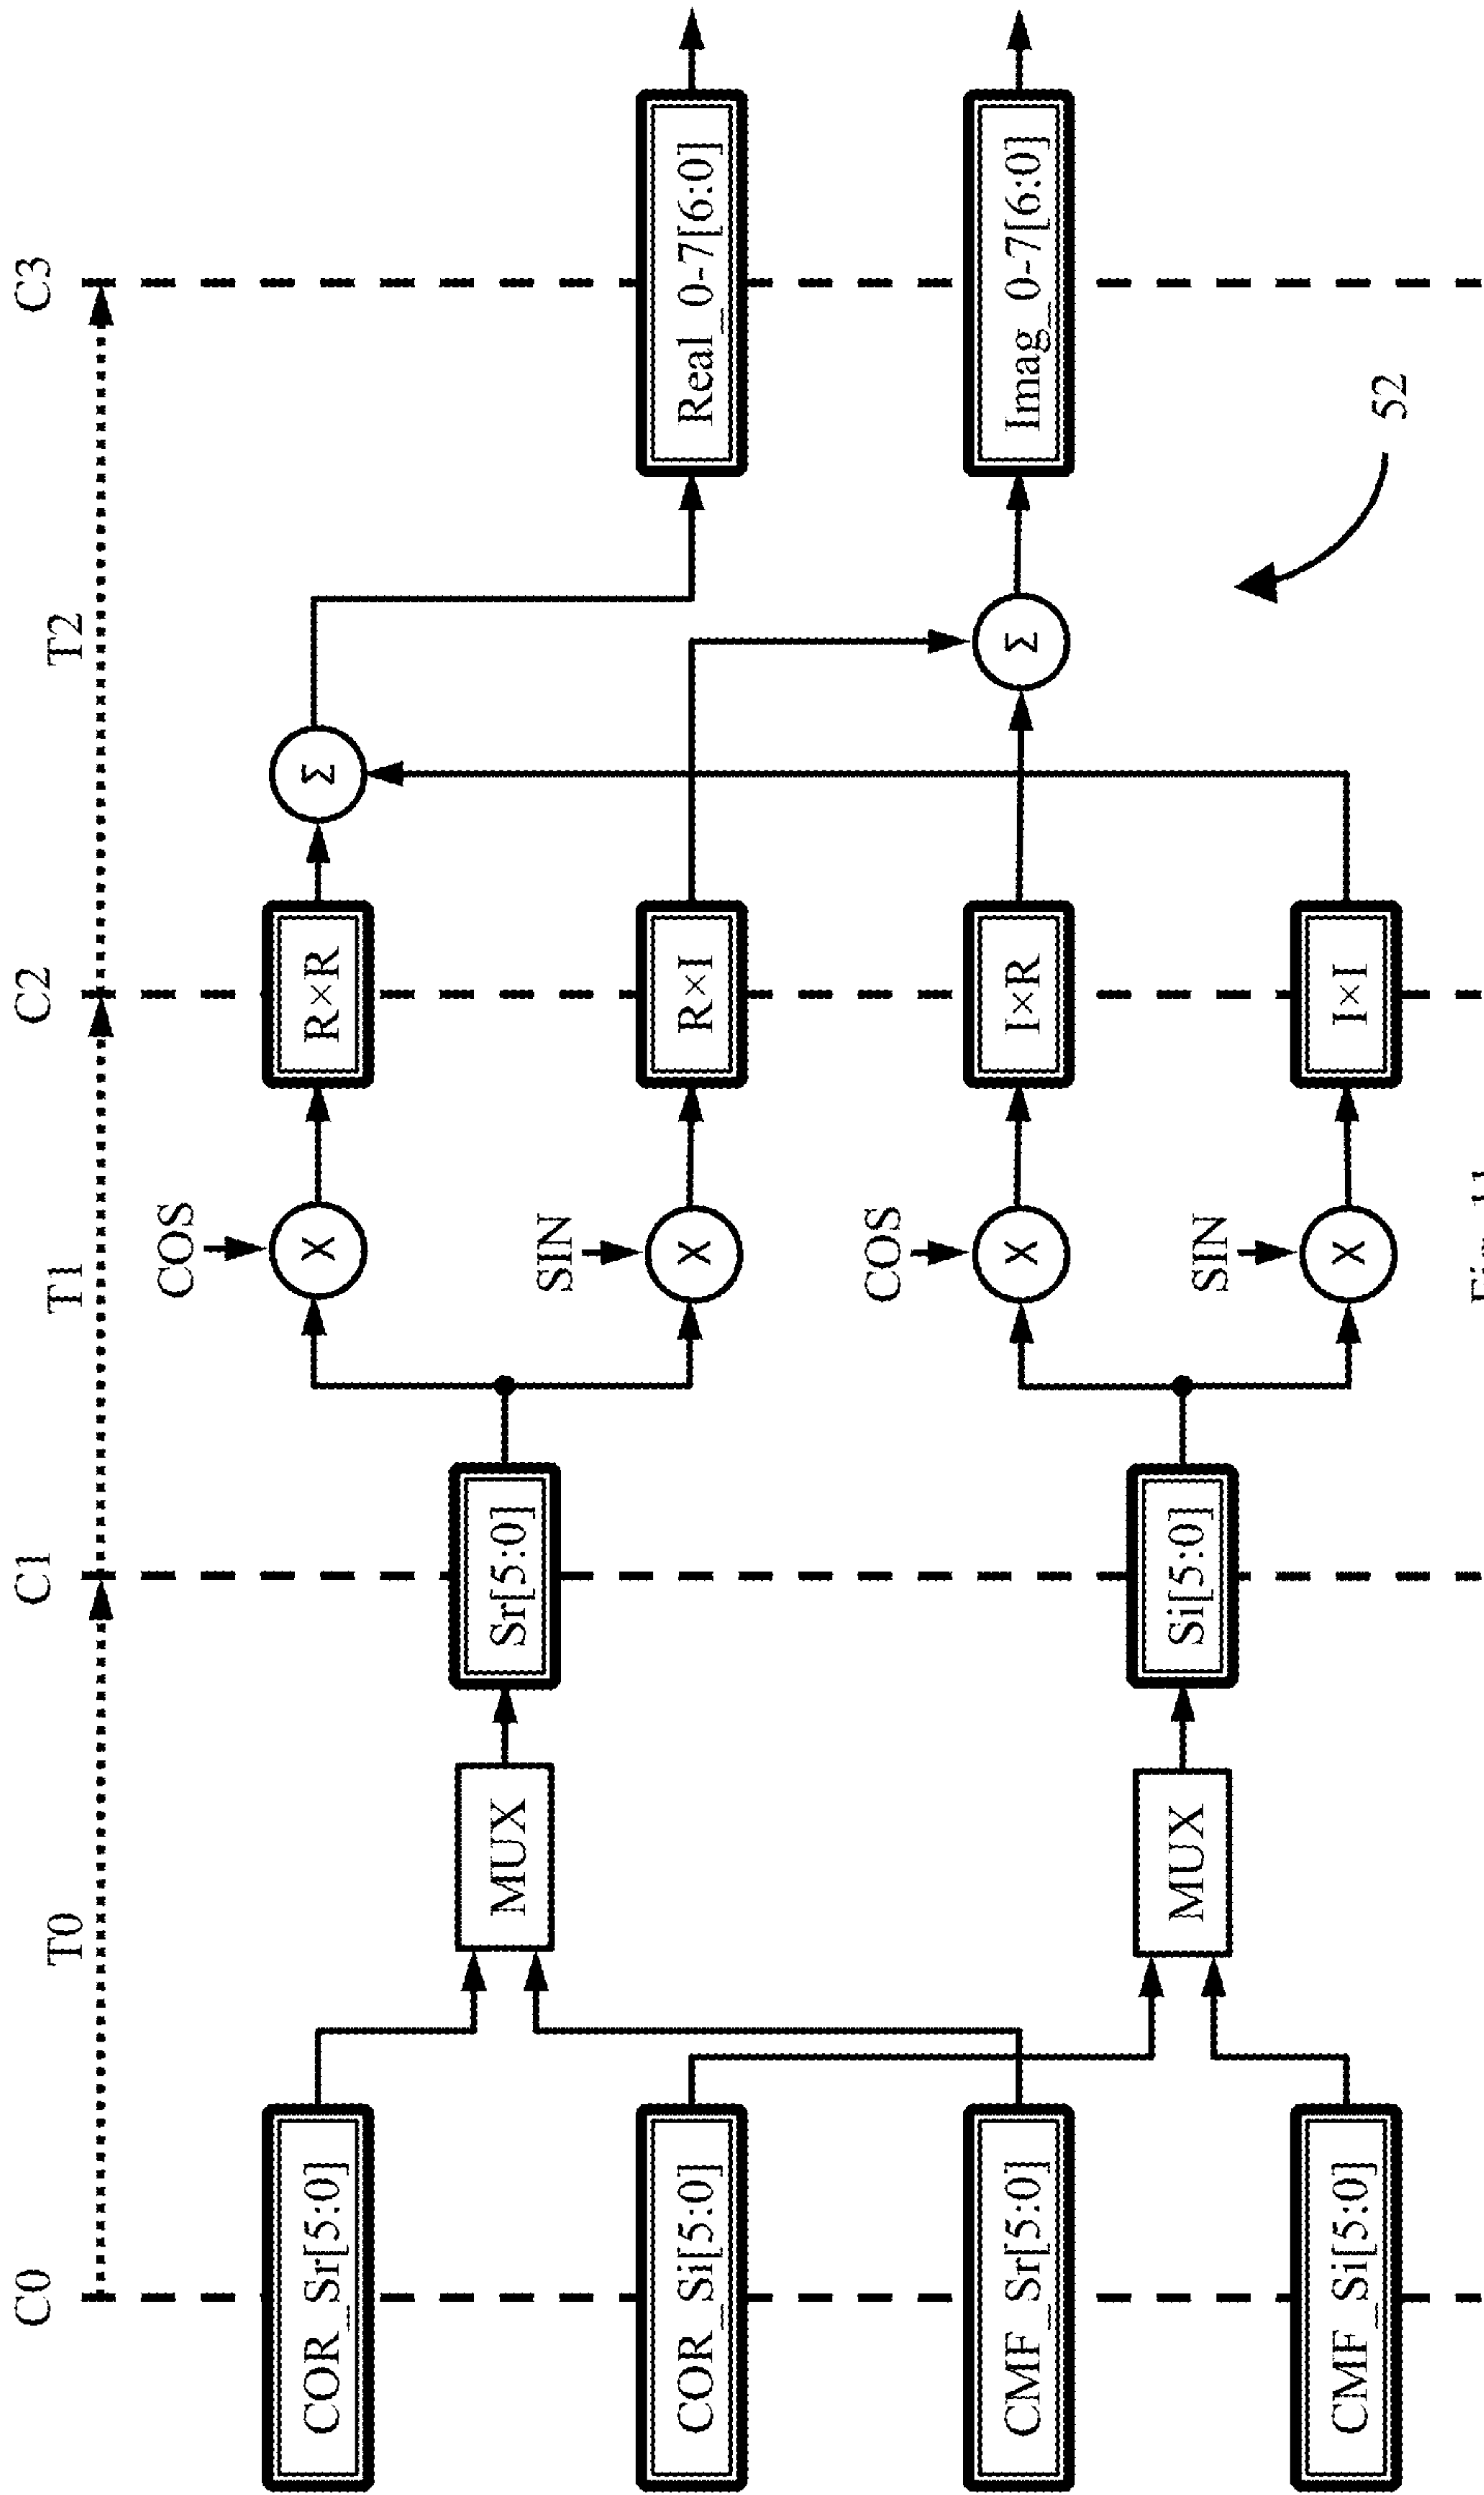 C0 C1 C2 C3
T0 T1 T2
COR_Sr[5:0]
COR_Si[5:0]
CMF_Sr[5:0]
CMF_Si[5:0]
MUX
MUX
Sr[5:0]
Si[5:0]
COS
X
SIN
X
COS
X
SIN
X
R×R
R×I
I×R
I×I
Σ
Σ
Real_0-7[6:0]
Imag_0-7[6:0]
52